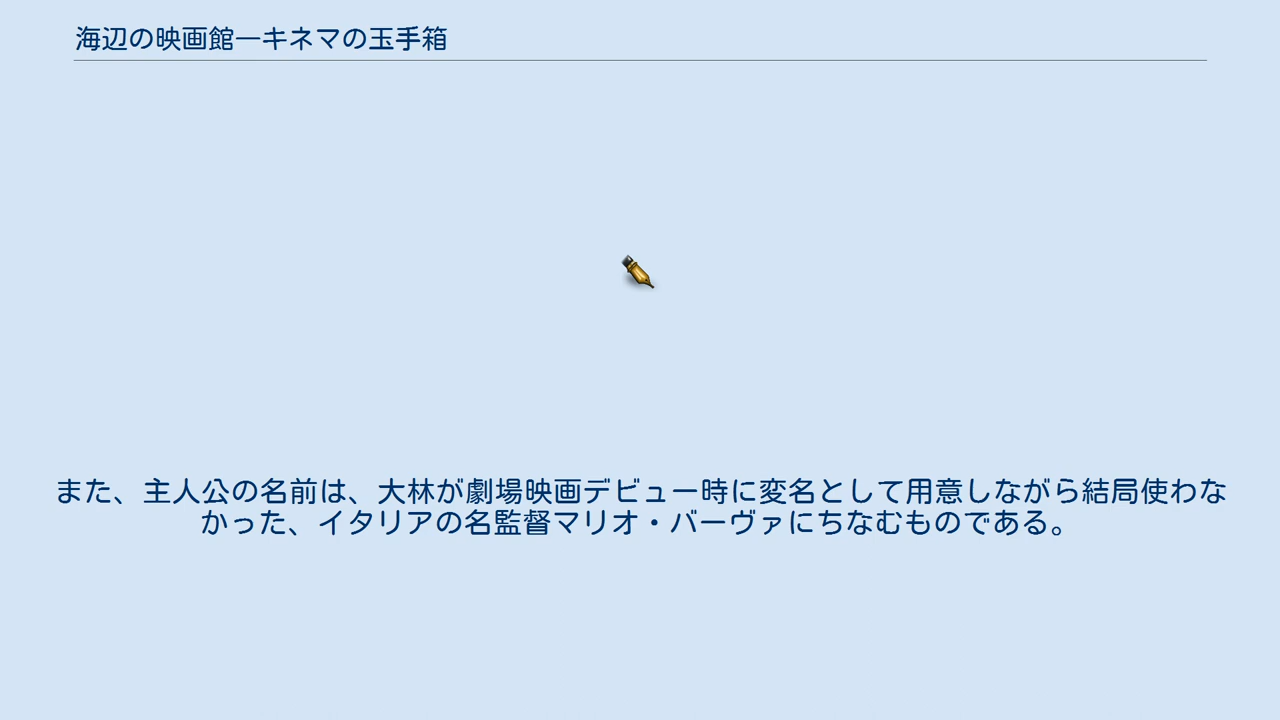 海辺の映画館―キネマの玉手箱
また、主人公の名前は、大林が劇場映画デビュー時に変名として用意しながら結局使わな
かった、イタリアの名監督マリオ・バーヴァにちなむものである。